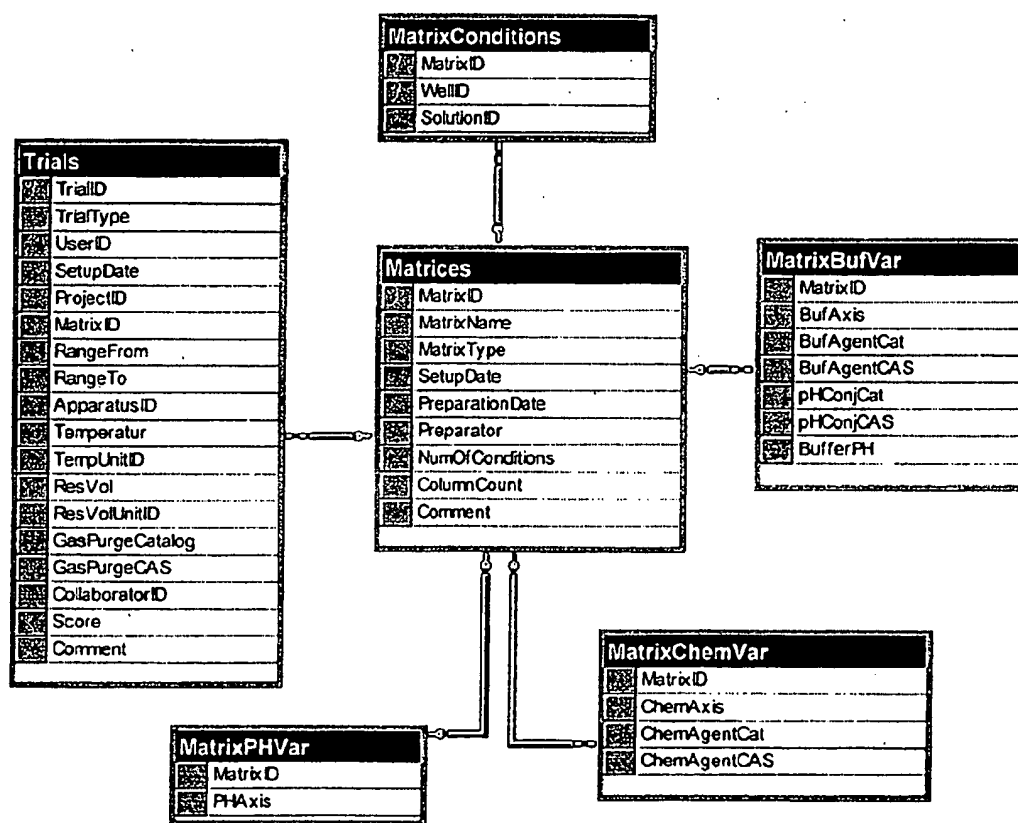 MatrixConditions
MatrixID
WellID
SolutionID
Trials
TrialID
TrialType
UserID
SetupDate
ProjectID
MatrixID
RangeFrom
RangeTo
ApparatusID
Temperatur
TempUnitID
ResVol
ResVolUnitID
GasPurgeCatalog
GasPurgeCAS
CollaboratorID
Score
Comment
Matrices
MatrixID
MatrixName
MatrixType
SetupDate
PreparationDate
Preparator
NumOfConditions
ColumnCount
Comment
MatrixBufVar
MatrixID
BufAxis
BufAgentCat
BufAgentCAS
pHConjCat
pHConjCAS
BufferPH
MatrixPHVar
MatrixID
PHAxis
MatrixChemVar
MatrixID
ChemAxis
ChemAgentCat
ChemAgentCAS